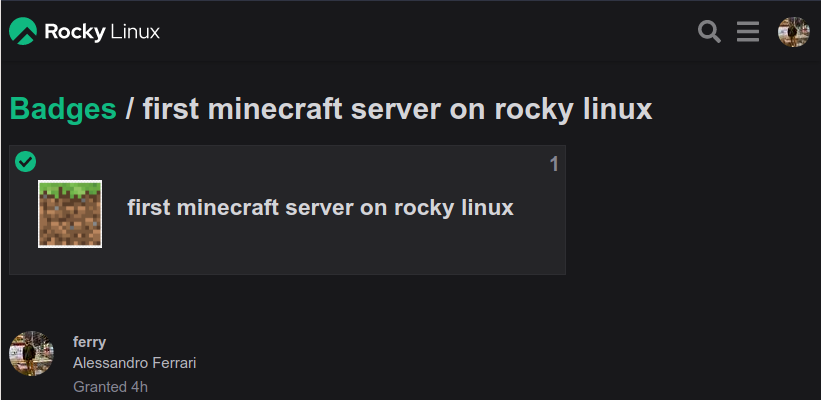 Rocky Linux
Badges / first minecraft server on rocky linux
1
first minecraft server on rocky linux
ferry
Alessandro Ferrari
Granted 4h